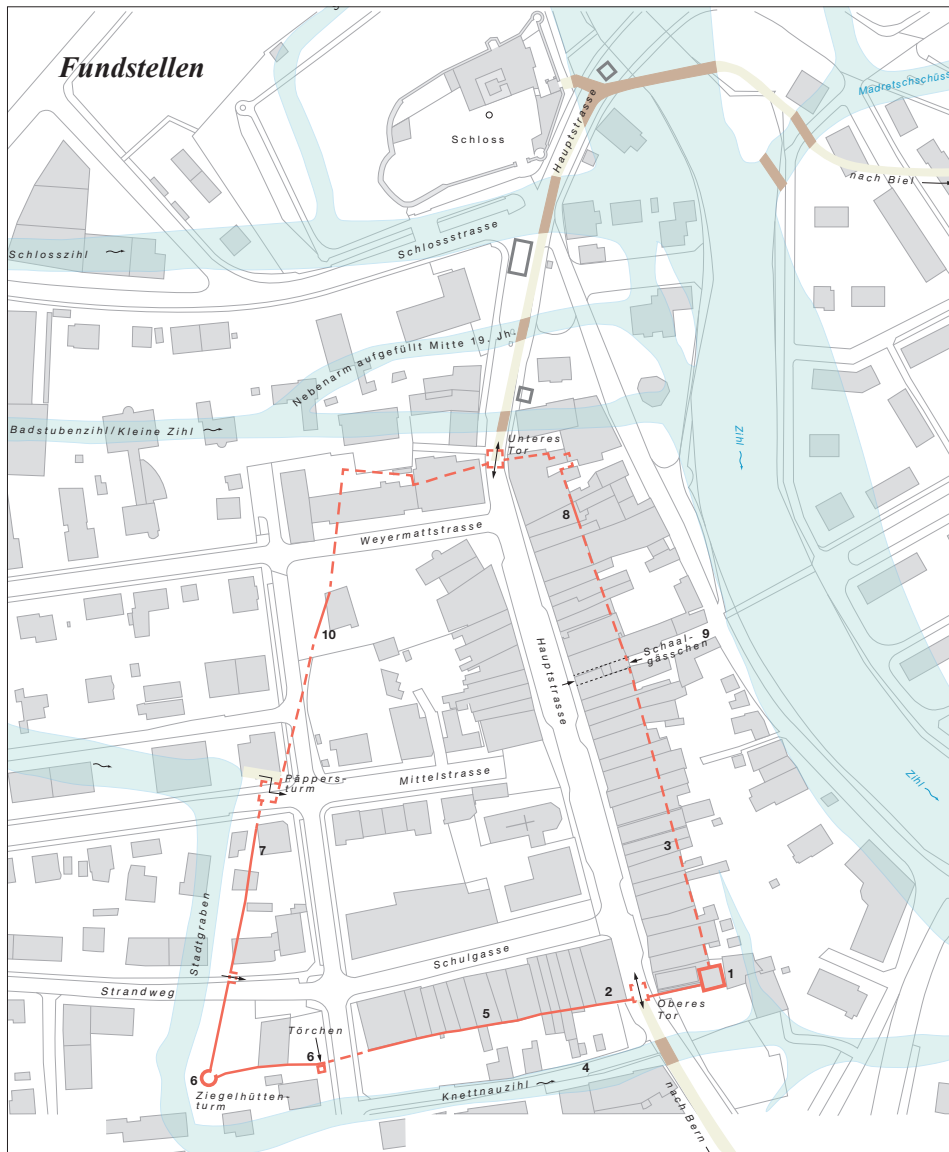 Fundstellen
Schloss
Hauptstrasse
Madretschschüss
nach Biel
Schlosszihl
Schlossstrasse
Nebenarm aufgefüllt Mitte 19. Jh.
Badstubenzihl/Kleine Zihl
Unteres
Tor
Zihl
8
Weyermattstrasse
10
Hauptstrasse
Schaal-
gässchen
9
Päppers-
turm
Mittelstrasse
Zihl
7
3
Stadtgraben
Schulgasse
Strandweg
1
2
Oberes
Tor
5
Törchen
6
4
6
Ziegelhütten-
turm
Knettnauzihl
nach Bern